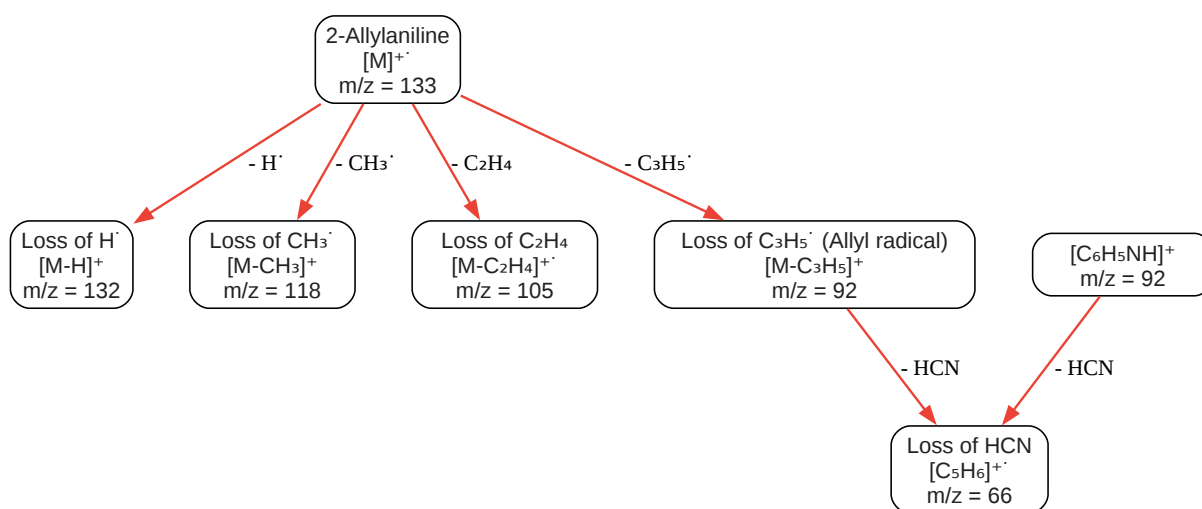 2-Allylaniline
[M]⁺˙
m/z = 133
- H˙
- CH₃˙
- C₂H₄
- C₃H₅˙
Loss of H˙
[M-H]⁺
m/z = 132
Loss of CH₃˙
[M-CH₃]⁺
m/z = 118
Loss of C₂H₄
[M-C₂H₄]⁺˙
m/z = 105
Loss of C₃H₅˙ (Allyl radical)
[M-C₃H₅]⁺
m/z = 92
[C₆H₅NH]⁺
m/z = 92
- HCN
- HCN
Loss of HCN
[C₅H₆]⁺˙
m/z = 66